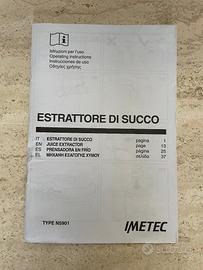 Istruzioni per l'uso
Operating instructions
Instrucciones de uso
Οδηγίες χρήσης
ESTRATTORE DI SUCCO
IT ESTRATTORE DI SUCCO pagina 1
EN JUICE EXTRACTOR page 13
ES PRENSADORA EN FRÍO página 25
EL ΜΗΧΑΝΗ ΕΞΑΓΩΓΗΣ ΧΥΜΟΥ σελίδα 37
TYPE N5901
IMETEC